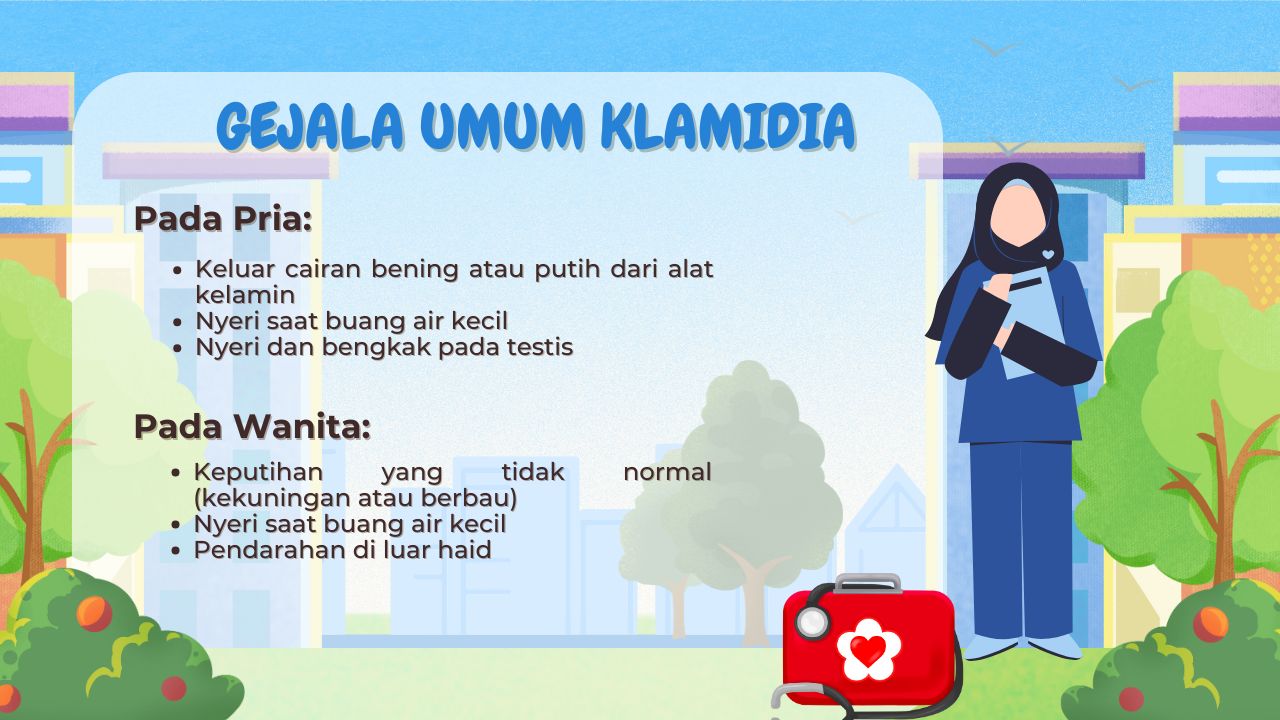 GEJALA UMUM KLAMIDIA
Pada Pria:
• Keluar cairan bening atau putih dari alat
kelamin
• Nyeri saat buang air kecil
• Nyeri dan bengkak pada testis
Pada Wanita:
• Keputihan yang tidak normal
(kekuningan atau berbau)
• Nyeri saat buang air kecil
• Pendarahan di luar haid